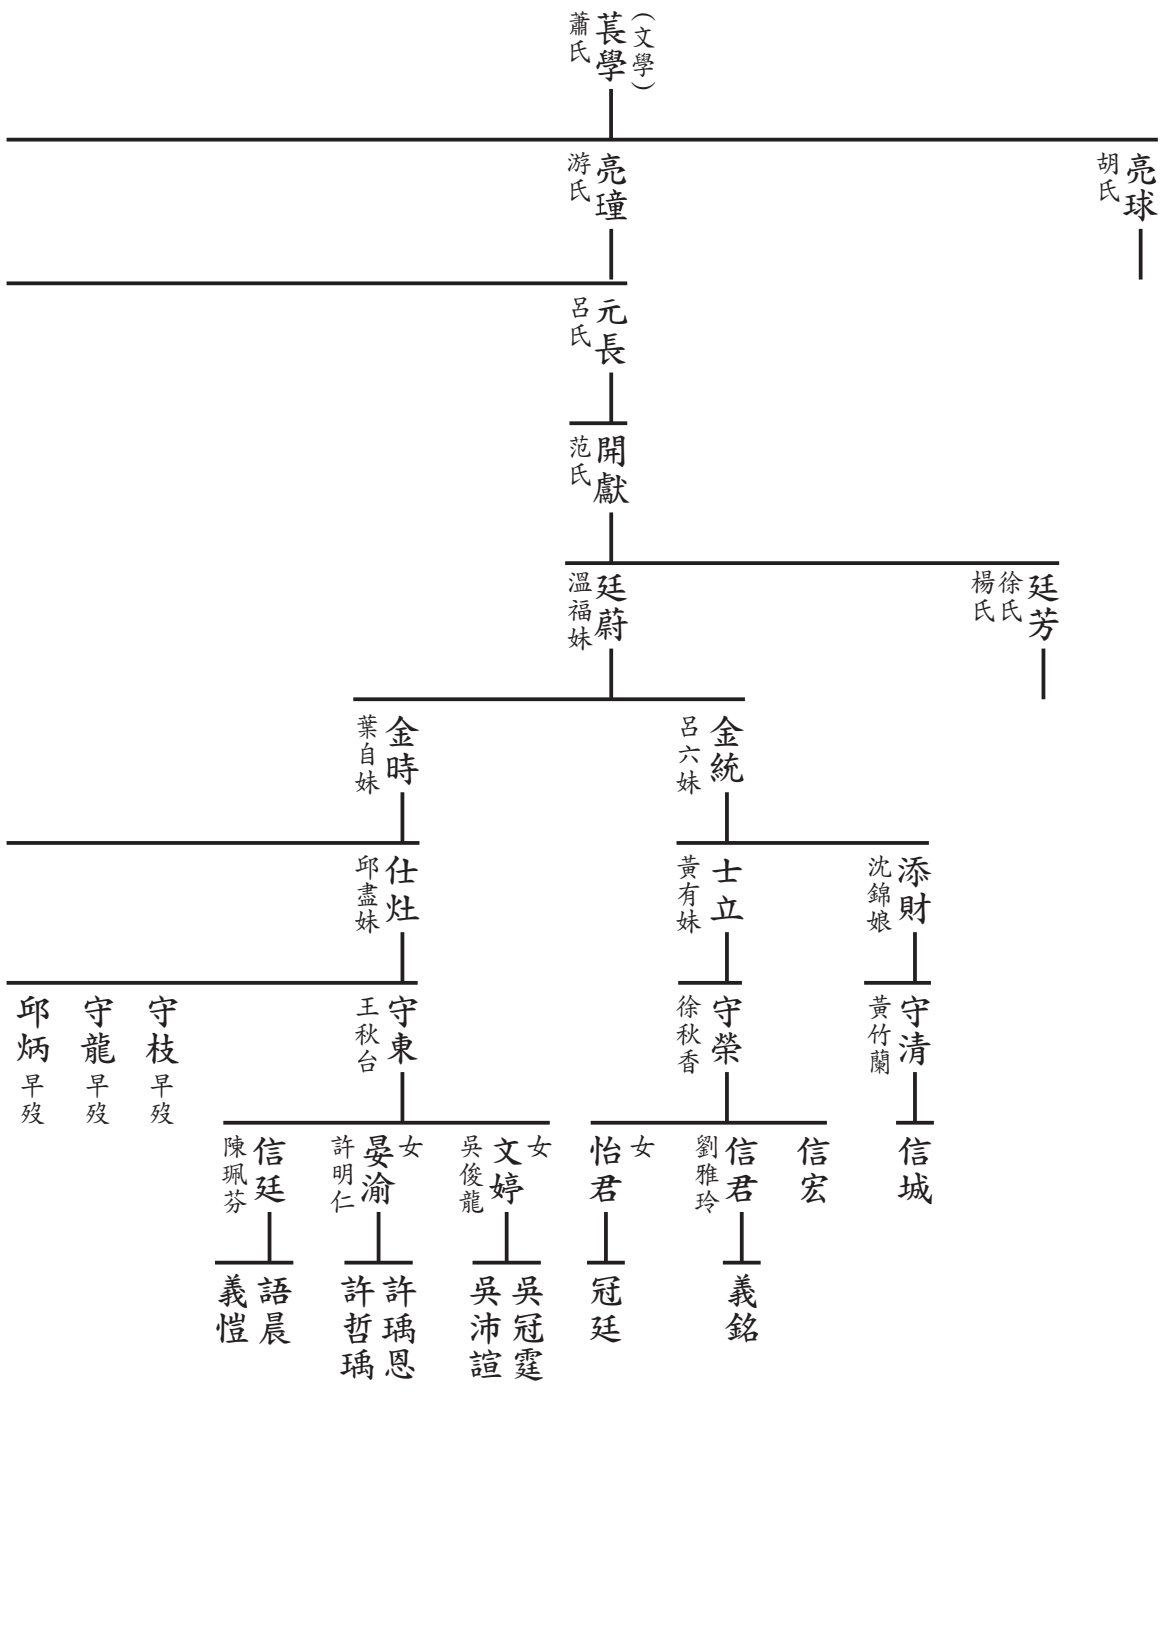 (文學)
萇學
蕭氏
亮球
胡氏
亮瓊
游氏
元長
呂氏
開獻
范氏
廷芳
徐氏
楊氏
廷蔚
溫福妹
金統
呂六妹
金時
葉自妹
添財
沈錦娘
士立
黃有妹
仕灶
邱盡妹
守清
黃竹蘭
守榮
徐秋香
守東
王秋台
守枝 早歿
守龍 早歿
邱炳 早歿
信城
信宏
信君
劉雅玲
女
怡君
女
文婷
吳俊龍
女
晏渝
許明仁
信廷
陳珮芬
義銘
冠廷
吳冠霆
吳沛諠
許瑀恩
許哲瑀
語晨
義愷